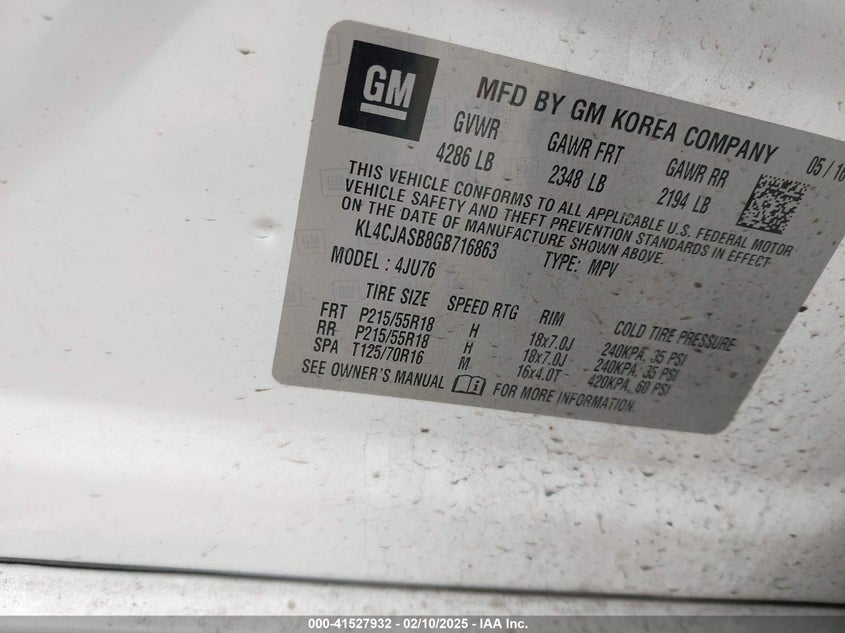 GM
MFD BY GM KOREA COMPANY 05/16
GVWR GAWR FRT GAWR RR
4286 LB 2348 LB 2194 LB
THIS VEHICLE CONFORMS TO ALL APPLICABLE U.S. FEDERAL MOTOR
VEHICLE SAFETY AND THEFT PREVENTION STANDARDS IN EFFECT
ON THE DATE OF MANUFACTURE SHOWN ABOVE.
KL4CJASB8GB716863 TYPE: MPV
MODEL : 4JU76
TIRE SIZE SPEED RTG RIM COLD TIRE PRESSURE
FRT P215/55R18 H 18x7.0J 240KPA, 35 PSI
RR P215/55R18 H 18x7.0J 240KPA, 35 PSI
SPA T125/70R16 M 16x4.0T 420KPA, 60 PSI
SEE OWNER'S MANUAL FOR MORE INFORMATION.
000-41527932 - 02/10/2025 - IAA Inc.